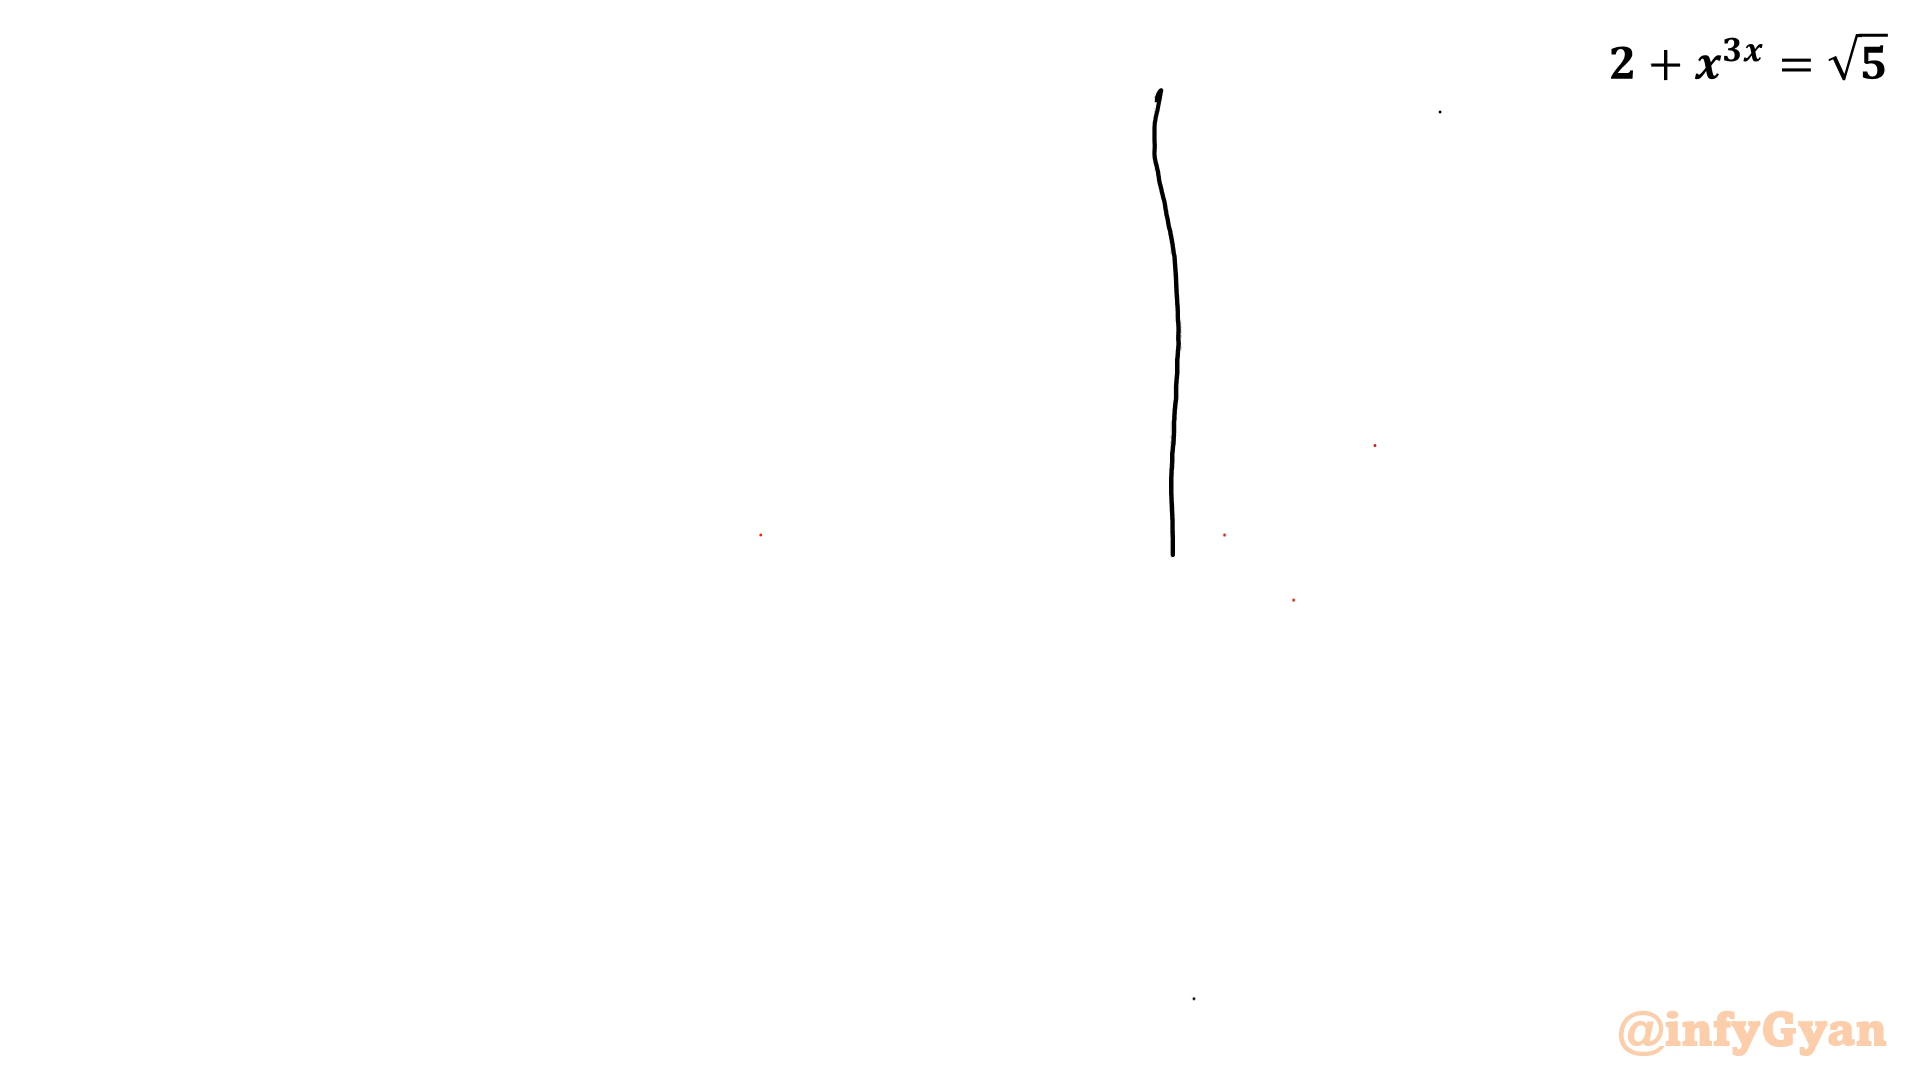 2 + x^{3x} = √5
@infyGyan